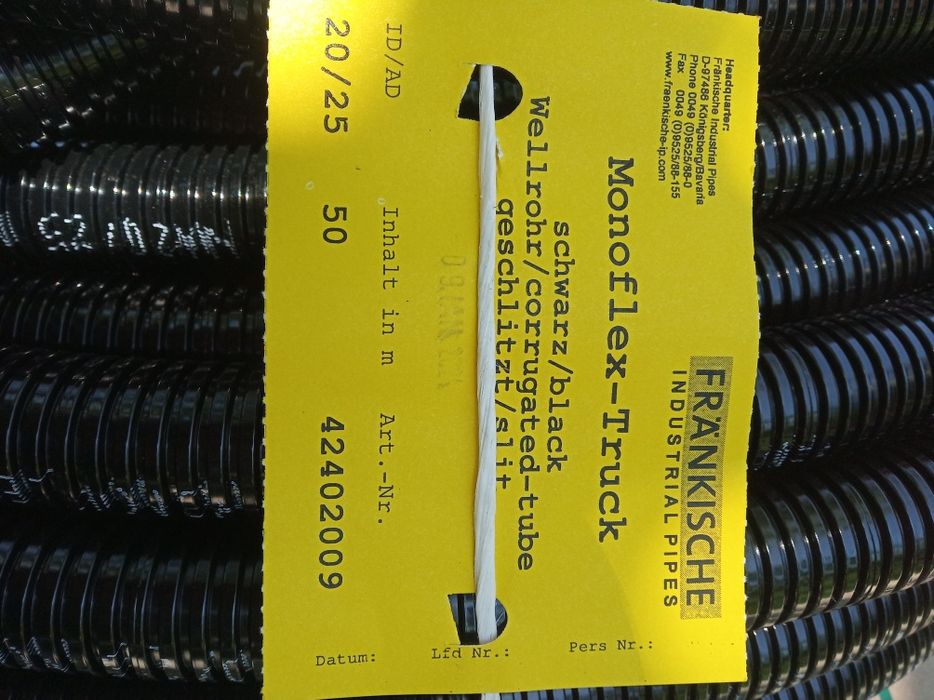 Headquarter:
Fränkische Industrial Pipes
D-97486 Königsberg/Bavaria
Phone 0049 (0)9525/88-0
Fax 0049 (0)9525/88-155
www.fraenkische-ip.com
FRÄNKISCHE
INDUSTRIAL PIPES
Monoflex-Truck
schwarz/black
Wellrohr/corrugated-tube
geschlitzt/slit
ID/AD Inhalt in m Art.-Nr.
20/25 50 42402009
Pers Nr.:
Lfd Nr.:
Datum: